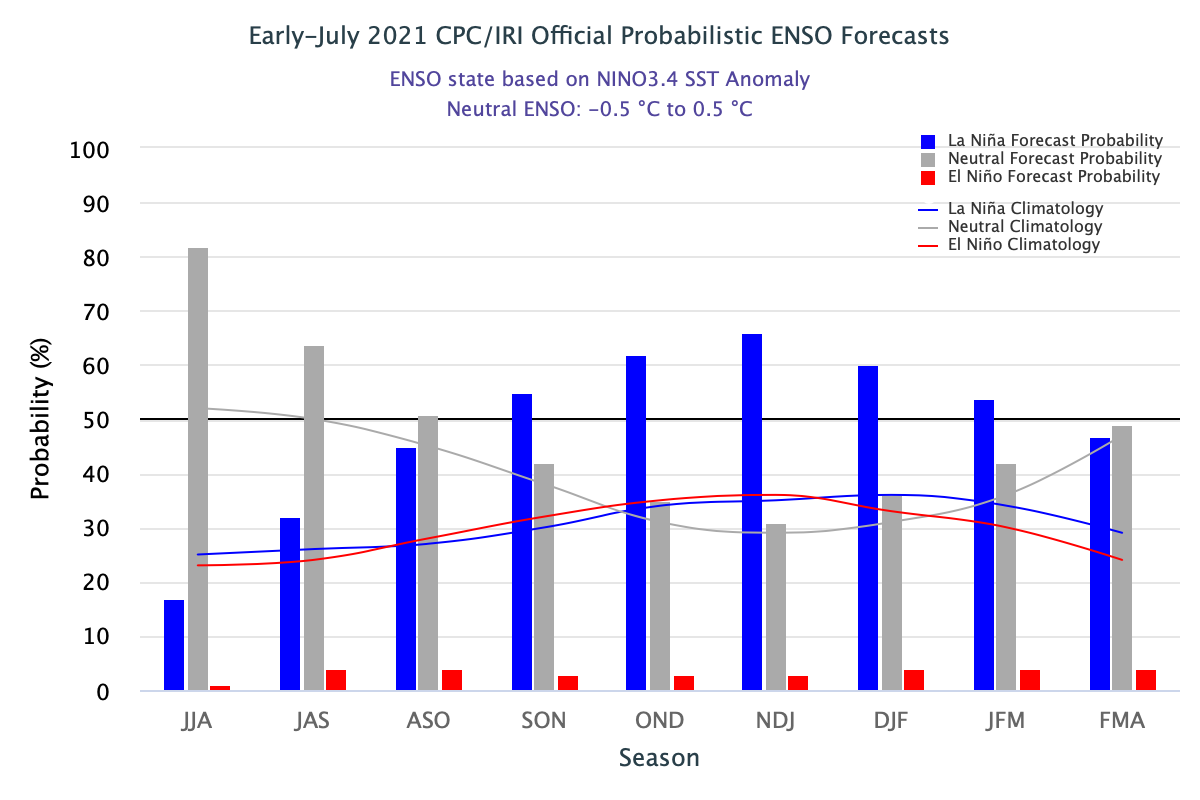 Early-July 2021 CPC/IRI Official Probabilistic ENSO Forecasts
ENSO state based on NINO3.4 SST Anomaly
Neutral ENSO: -0.5 °C to 0.5 °C
La Niña Forecast Probability
Neutral Forecast Probability
El Niño Forecast Probability
La Niña Climatology
Neutral Climatology
El Niño Climatology
Probability (%)
100
90
80
70
60
50
40
30
20
10
0
JJA JAS ASO SON OND NDJ DJF JFM FMA
Season